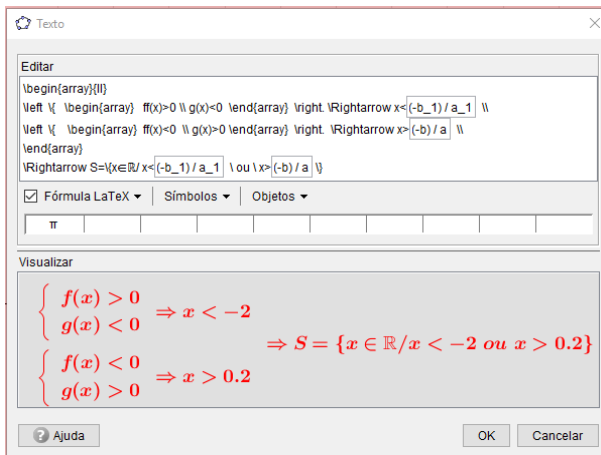 Texto
Editar
\begin{array}{ll}
\left \{ \begin{array} ff(x)>0 \\ g(x)<0 \end{array} \right. \Rightarrow x<(-b_1) / a_1 \\
\left \{ \begin{array} ff(x)<0 \\ g(x)>0 \end{array} \right. \Rightarrow x>(-b) / a \\
\end{array}
\Rightarrow S=\{x∈ℝ/ x<(-b_1) / a_1 \ ou \ x>(-b) / a \}
Fórmula LaTeX Símbolos Objetos
π
Visualizar
f(x) > 0
g(x) < 0
⇒ x < −2
⇒ S = {x ∈ ℝ/x < −2 ou x > 0.2}
f(x) < 0
g(x) > 0
⇒ x > 0.2
Ajuda OK Cancelar